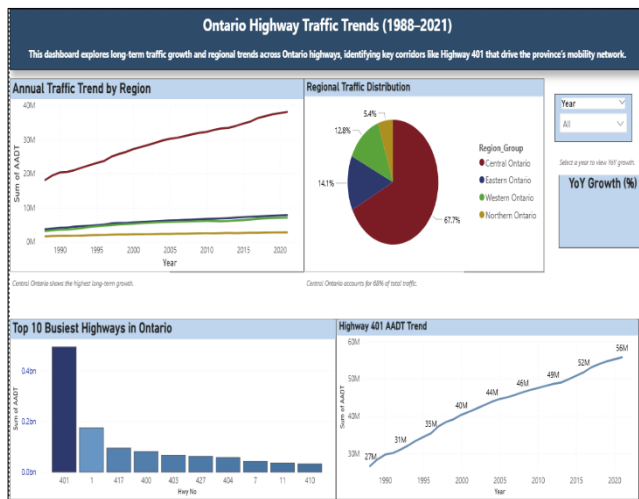 Ontario Highway Traffic Trends (1988–2021)
This dashboard explores long-term traffic growth and regional trends across Ontario highways, identifying key corridors like Highway 401 that drive the province's mobility network.
Annual Traffic Trend by Region
40M
30M
20M
10M
0M
Sum of AADT
1990
1995
2000
2005
2010
2015
2020
Year
Central Ontario shows the highest long-term growth.
Regional Traffic Distribution
5.4%
12.8%
14.1%
67.7%
Region_Group
Central Ontario
Eastern Ontario
Western Ontario
Northern Ontario
Central Ontario accounts for 68% of total traffic.
Year
All
Select a year to view YoY growth.
YoY Growth (%)
Top 10 Busiest Highways in Ontario
0.4bn
0.2bn
0.0bn
Sum of AADT
401
1
417
400
403
427
404
7
11
410
Hwy No
Highway 401 AADT Trend
60M
50M
40M
30M
Sum of AADT
27M
31M
35M
40M
44M
46M
49M
52M
56M
1990
1995
2000
2005
2010
2015
2020
Year